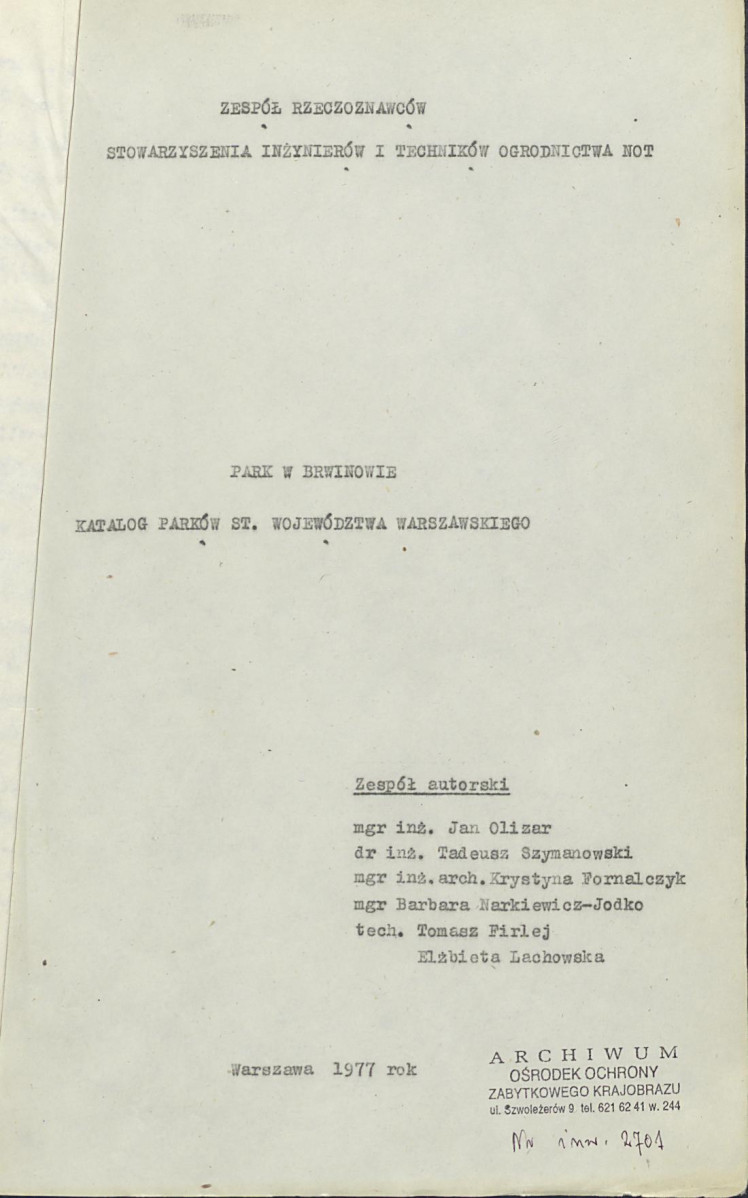 ZESPÓŁ RZECZOZNAWCÓW
STOWARZYSZENIA INŻYNIERÓW I TECHNIKÓW OGRODNICTWA NOT
PARK W BRWINOWIE
KATALOG PARKÓW ST. WOJEWÓDZTWA WARSZAWSKIEGO
Zespół autorski
mgr inż. Jan Olizar
dr inż. Tadeusz Szymanowski
mgr inż.arch.Krystyna Fornalczyk
mgr Barbara Narkiewicz-Jodko
tech. Tomasz Firlej
Elżbieta Lachowska
Warszawa 1977 rok
ARCHIWUM
OŚRODEK OCHRONY
ZABYTKOWEGO KRAJOBRAZU
ul. Szwoleżerów 9 tel. 621 62 41 w. 244
Nr inw. 2701